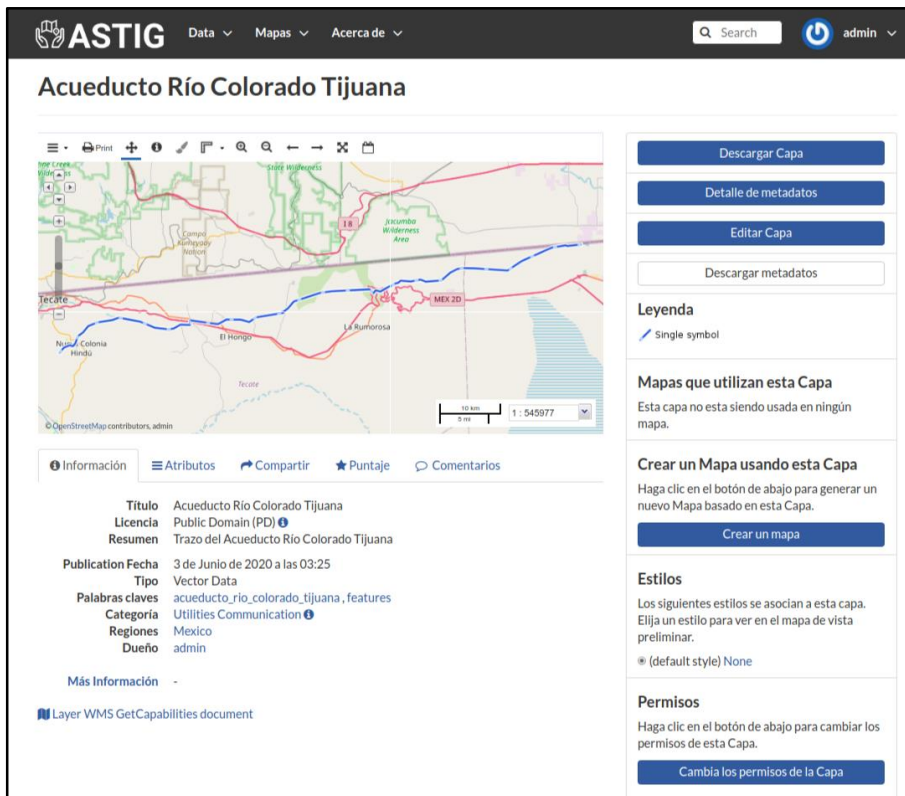 ASTIG
Data
Mapas
Acerca de
Search
admin
Acueducto Río Colorado Tijuana
Print
State Wilderness
I 8
Jacumba
Wilderness
Area
Campo
Kumeyaay
Nation
Tecate
MEX 2D
La Rumorosa
El Hongo
Colonia
Hindú
Tecate
10 km
5 mi
1 : 545977
© OpenStreetMap contributors, admin
Información
Atributos
Compartir
Puntaje
Comentarios
Título Acueducto Río Colorado Tijuana
Licencia Public Domain (PD)
Resumen Trazo del Acueducto Río Colorado Tijuana
Publication Fecha 3 de Junio de 2020 a las 03:25
Tipo Vector Data
Palabras claves acueducto_rio_colorado_tijuana , features
Categoría Utilities Communication
Regiones Mexico
Dueño admin
Más Información -
Layer WMS GetCapabilities document
Descargar Capa
Detalle de metadatos
Editar Capa
Descargar metadatos
Leyenda
Single symbol
Mapas que utilizan esta Capa
Esta capa no esta siendo usada en ningún
mapa.
Crear un Mapa usando esta Capa
Haga clic en el botón de abajo para generar un
nuevo Mapa basado en esta Capa.
Crear un mapa
Estilos
Los siguientes estilos se asocian a esta capa.
Elija un estilo para ver en el mapa de vista
preliminar.
(default style) None
Permisos
Haga clic en el botón de abajo para cambiar los
permisos de esta Capa.
Cambia los permisos de la Capa